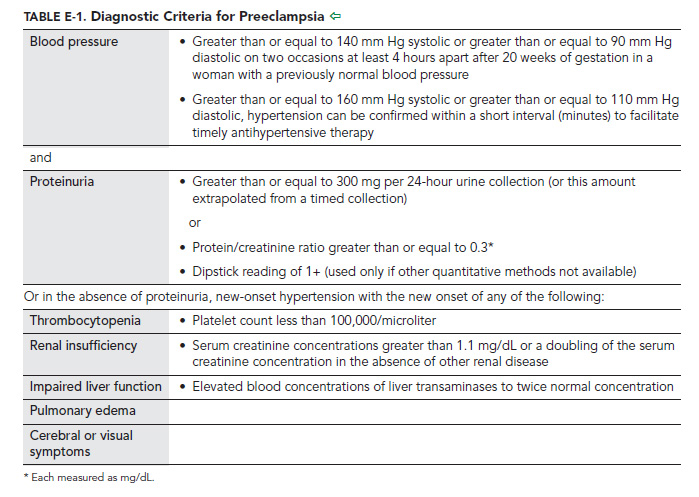 TABLE E-1. Diagnostic Criteria for Preeclampsia ⇦
Blood pressure
• Greater than or equal to 140 mm Hg systolic or greater than or equal to 90 mm Hg
diastolic on two occasions at least 4 hours apart after 20 weeks of gestation in a
woman with a previously normal blood pressure
• Greater than or equal to 160 mm Hg systolic or greater than or equal to 110 mm Hg
diastolic, hypertension can be confirmed within a short interval (minutes) to facilitate
timely antihypertensive therapy
and
Proteinuria
• Greater than or equal to 300 mg per 24-hour urine collection (or this amount
extrapolated from a timed collection)
or
• Protein/creatinine ratio greater than or equal to 0.3*
• Dipstick reading of 1+ (used only if other quantitative methods not available)
Or in the absence of proteinuria, new-onset hypertension with the new onset of any of the following:
Thrombocytopenia
• Platelet count less than 100,000/microliter
Renal insufficiency
• Serum creatinine concentrations greater than 1.1 mg/dL or a doubling of the serum
creatinine concentration in the absence of other renal disease
Impaired liver function
• Elevated blood concentrations of liver transaminases to twice normal concentration
Pulmonary edema
Cerebral or visual
symptoms
* Each measured as mg/dL.